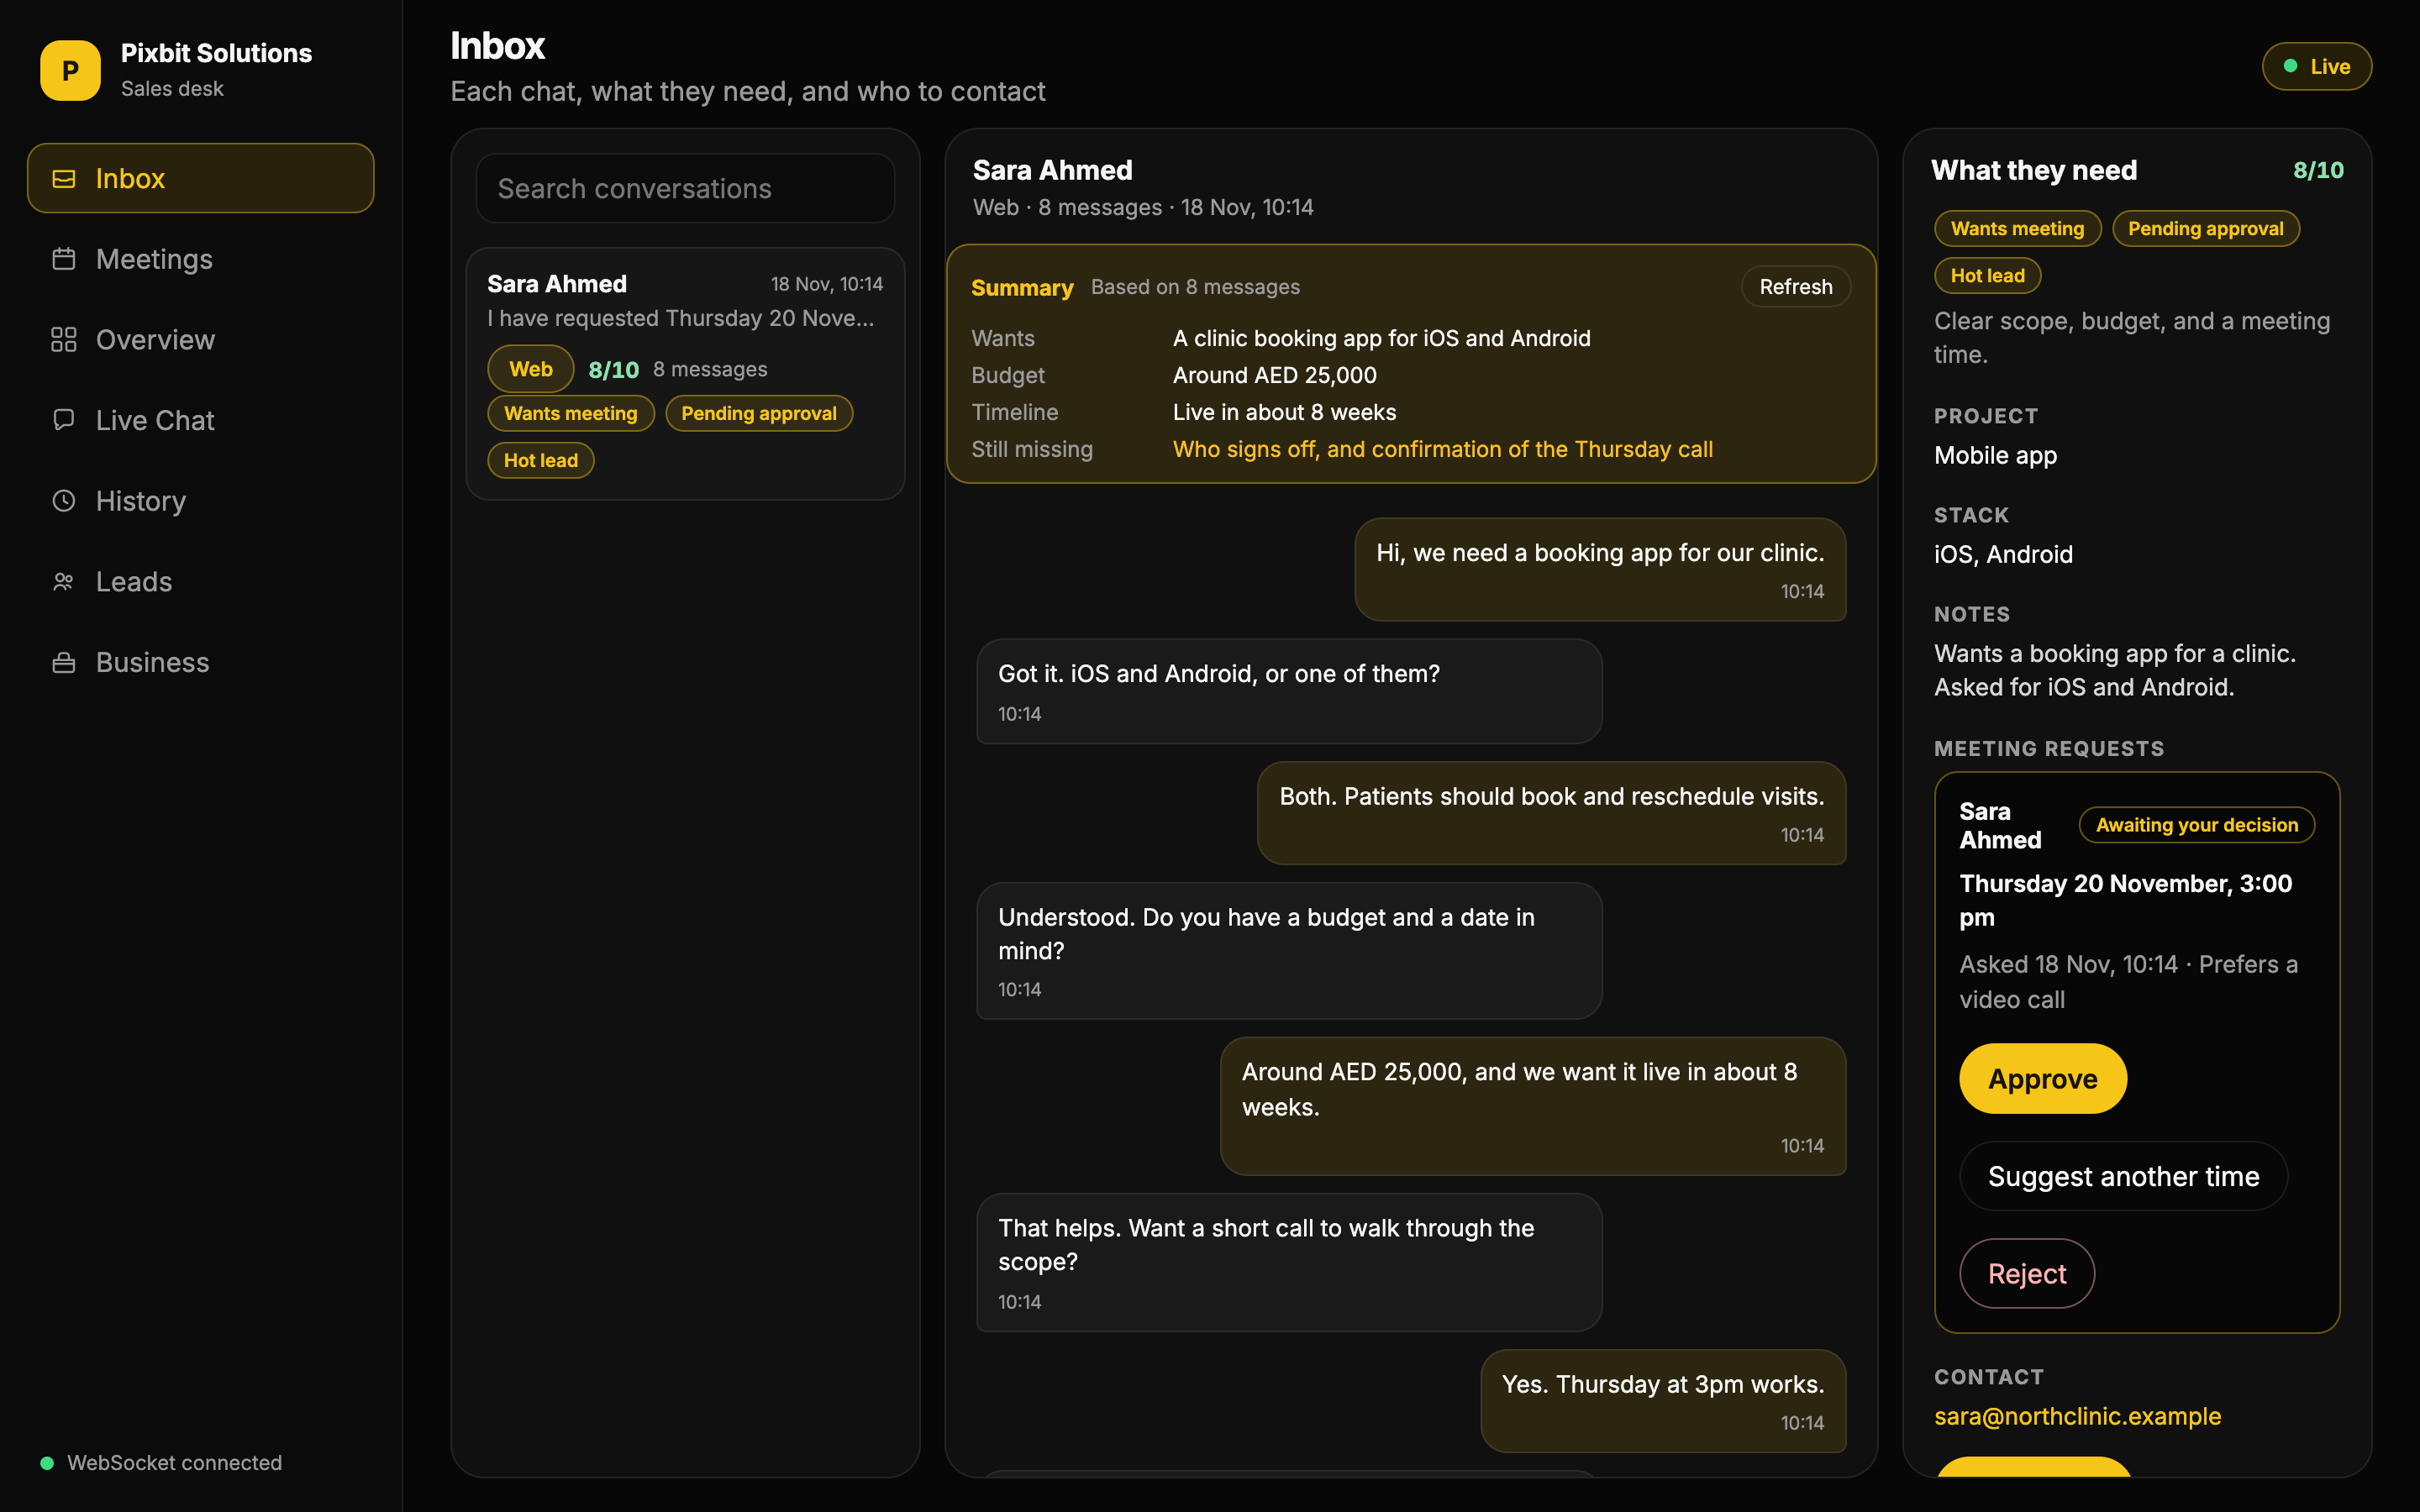 P
Pixbit Solutions
Sales desk
Inbox
Meetings
Overview
Live Chat
History
Leads
Business
WebSocket connected
Inbox
Each chat, what they need, and who to contact
Live
Search conversations
Sara Ahmed
18 Nov, 10:14
I have requested Thursday 20 Nove...
Web 8/10 8 messages
Wants meeting Pending approval
Hot lead
Sara Ahmed
Web · 8 messages · 18 Nov, 10:14
Summary Based on 8 messages Refresh
Wants A clinic booking app for iOS and Android
Budget Around AED 25,000
Timeline Live in about 8 weeks
Still missing Who signs off, and confirmation of the Thursday call
Hi, we need a booking app for our clinic.
10:14
Got it. iOS and Android, or one of them?
10:14
Both. Patients should book and reschedule visits.
10:14
Understood. Do you have a budget and a date in
mind?
10:14
Around AED 25,000, and we want it live in about 8
weeks.
10:14
That helps. Want a short call to walk through the
scope?
10:14
Yes. Thursday at 3pm works.
10:14
What they need 8/10
Wants meeting Pending approval
Hot lead
Clear scope, budget, and a meeting
time.
PROJECT
Mobile app
STACK
iOS, Android
NOTES
Wants a booking app for a clinic.
Asked for iOS and Android.
MEETING REQUESTS
Sara
Ahmed
Awaiting your decision
Thursday 20 November, 3:00
pm
Asked 18 Nov, 10:14 · Prefers a
video call
Approve
Suggest another time
Reject
CONTACT
sara@northclinic.example